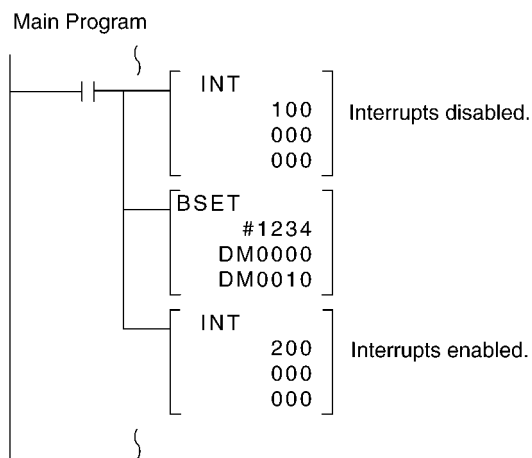 Main Program
INT
100
000
000
Interrupts disabled.
BSET
#1234
DM0000
DM0010
INT
200
000
000
Interrupts enabled.